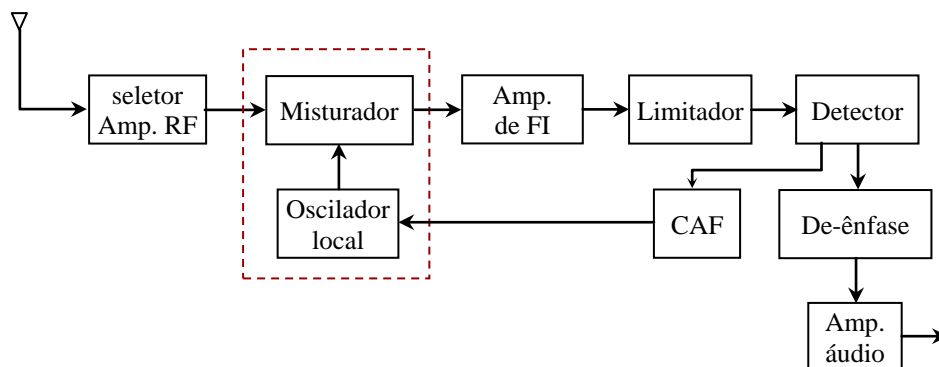 seletor
Amp. RF
Misturador
Amp.
de FI
Limitador
Detector
Oscilador
local
CAF
De-ênfase
Amp.
áudio